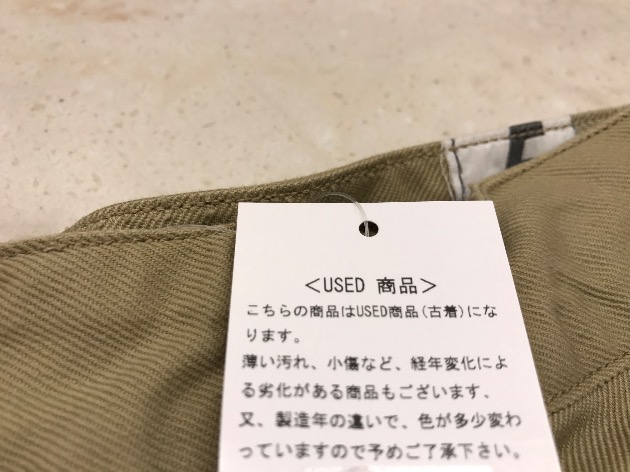 ＜USED 商品＞
こちらの商品はUSED商品(古着)にな
ります。
薄い汚れ、小傷など、経年変化によ
る劣化がある商品もございます。
又、製造年の違いで、色が多少変わ
っていますので予めご了承下さい。